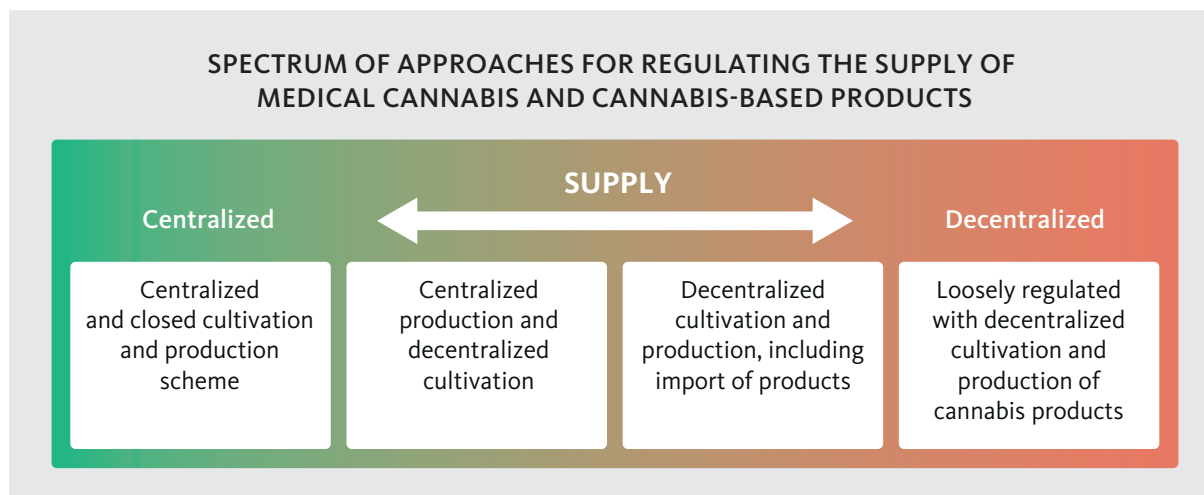 SPECTRUM OF APPROACHES FOR REGULATING THE SUPPLY OF
MEDICAL CANNABIS AND CANNABIS-BASED PRODUCTS
SUPPLY
Centralized
Decentralized
Centralized
and closed cultivation
and production
scheme
Centralized
production and
decentralized
cultivation
Decentralized
cultivation and
production, including
import of products
Loosely regulated
with decentralized
cultivation and
production of
cannabis products